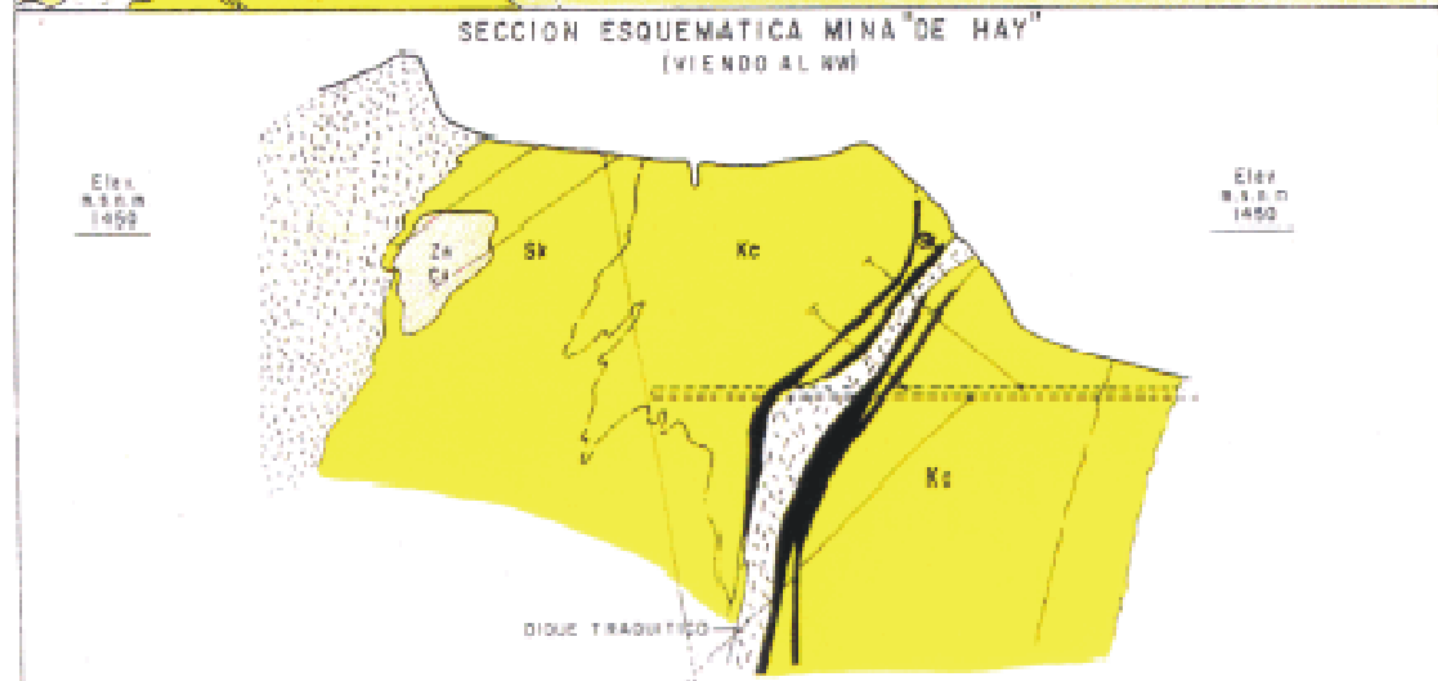 SECCION ESQUEMATICA MINA "DE HAY"
(VIENDO AL NW)
Elev.
m.s.n.m
1450
Elev
m.s.n.m
1450
Zn
Sk
Kc
Kc
DIQUE TRAQUITICO